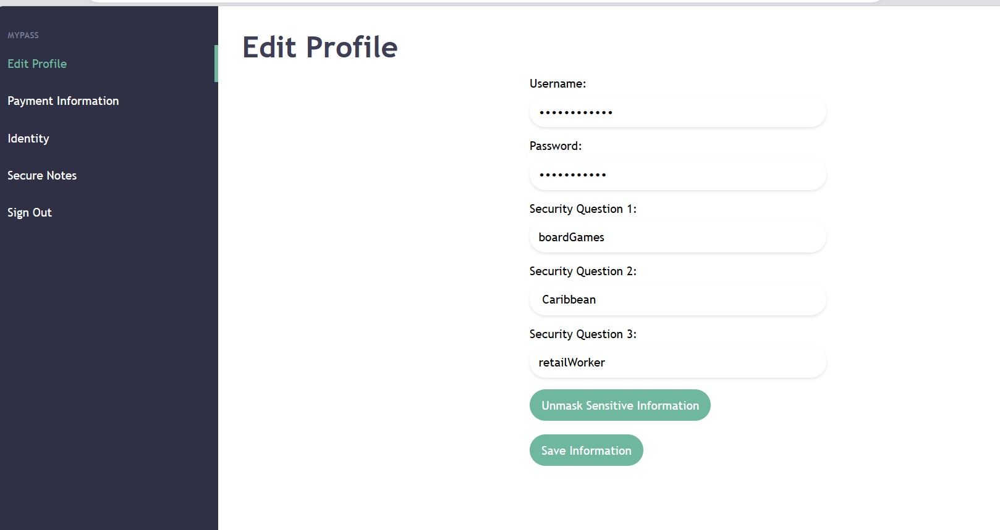 MYPASS
Edit Profile
Payment Information
Identity
Secure Notes
Sign Out
Edit Profile
Username:
••••••••••••
Password:
•••••••••••
Security Question 1:
boardGames
Security Question 2:
Caribbean
Security Question 3:
retailWorker
Unmask Sensitive Information
Save Information